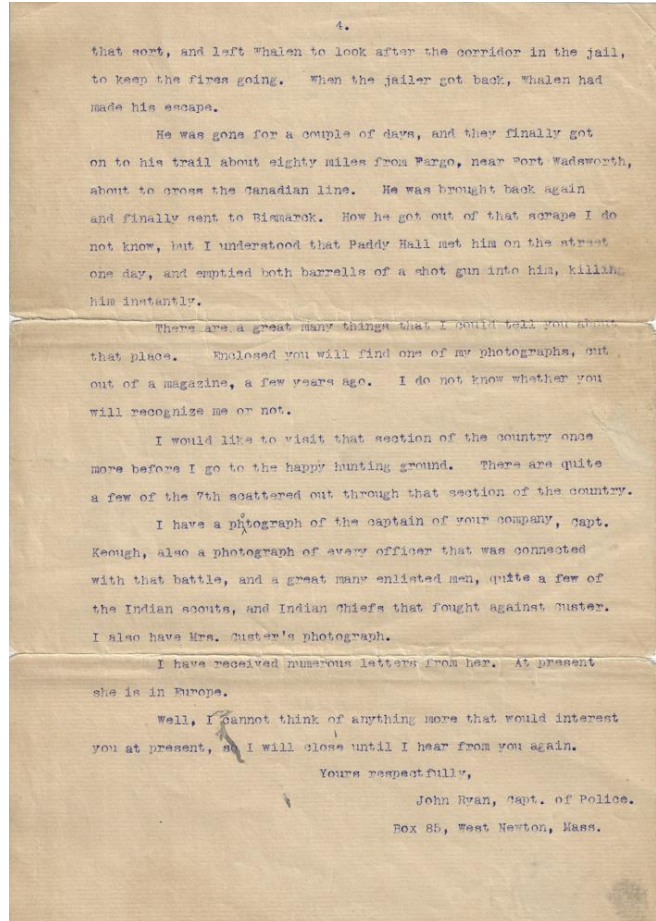 4.
that sort, and left Whalen to look after the corridor in the jail,
to keep the fires going. When the jailer got back, Whalen had
made his escape.
He was gone for a couple of days, and they finally got
on to his trail about eighty miles from Fargo, near Fort Wadsworth,
about to cross the Canadian line. He was brought back again
and finally sent to Bismarck. How he got out of that scrape I do
not know, but I understood that Paddy Hall met him on the street
one day, and emptied both barrells of a shot gun into him, killing
him instantly.
There are a great many things that I could tell you about
that place. Enclosed you will find one of my photographs, cut
out of a magazine, a few years ago. I do not know whether you
will recognize me or not.
I would like to visit that section of the country once
more before I go to the happy hunting ground. There are quite
a few of the 7th scattered out through that section of the country.
I have a photograph of the captain of your company, Capt.
Keough, also a photograph of every officer that was connected
with that battle, and a great many enlisted men, quite a few of
the Indian scouts, and Indian Chiefs that fought against Custer.
I also have Mrs. Custer's photograph.
I have received numerous letters from her. At present
she is in Europe.
Well, I cannot think of anything more that would interest
you at present, so I will close until I hear from you again.
Yours respectfully,
John Ryan, Capt. of Police.
Box 85, West Newton, Mass.